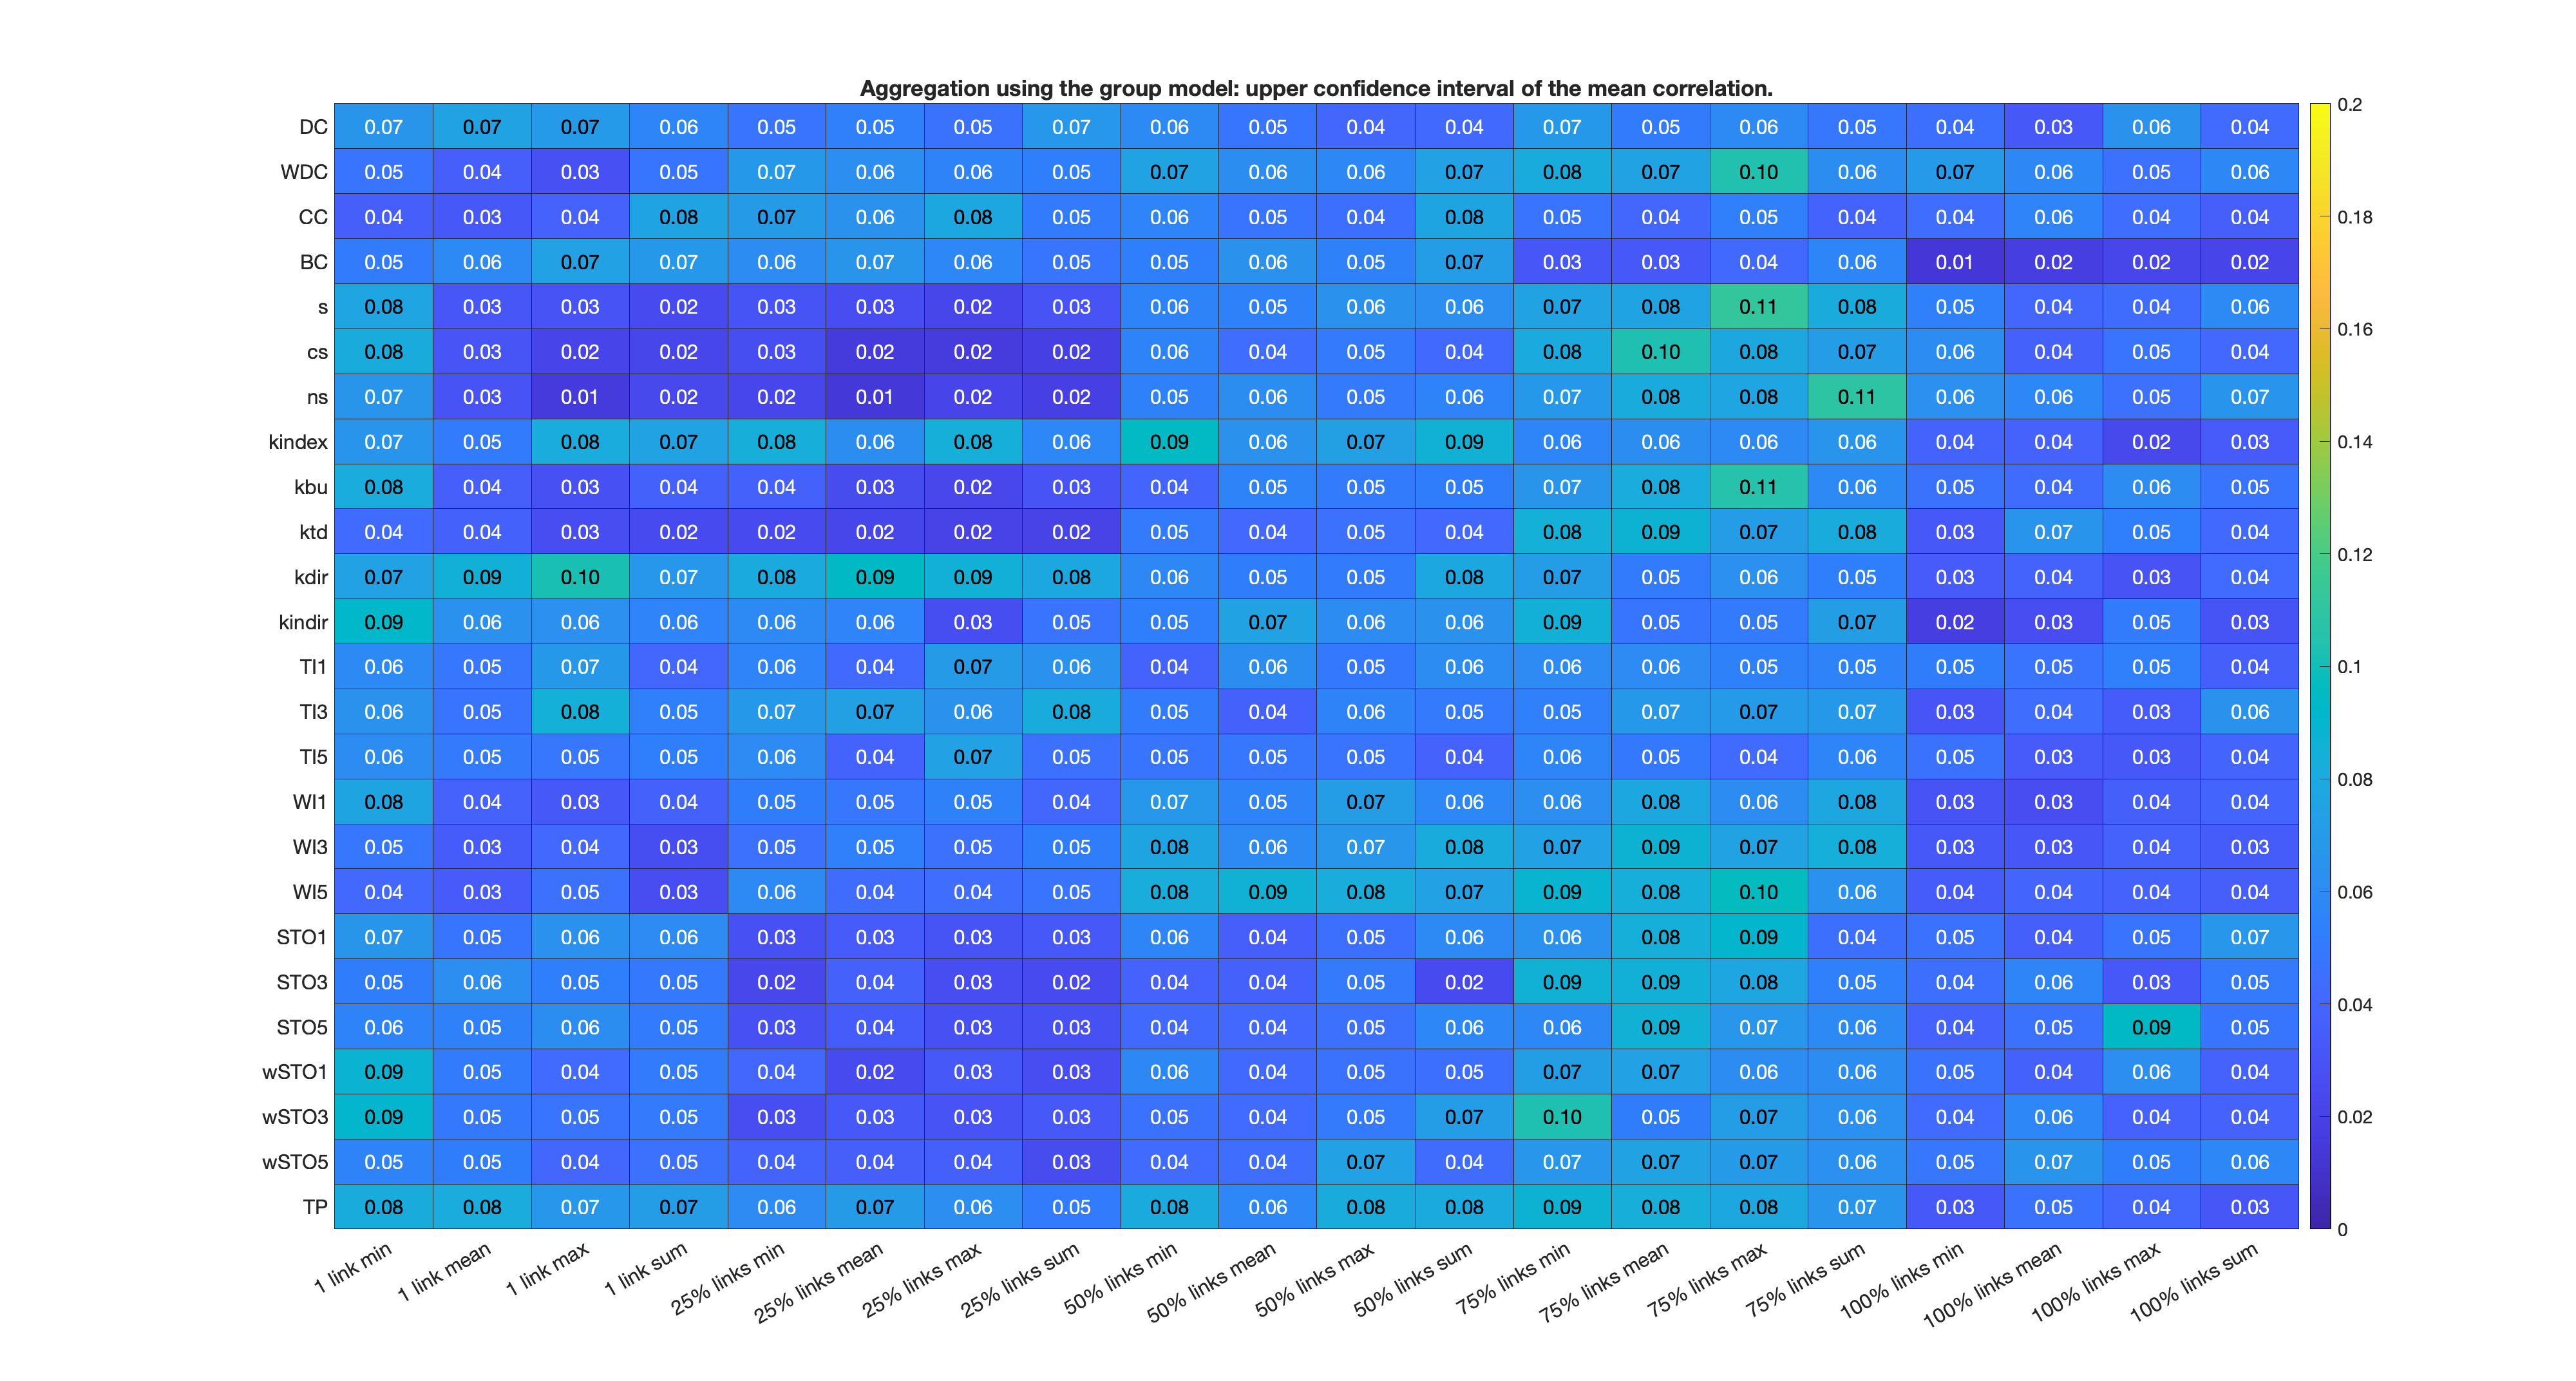 Aggregation using the group model: upper confidence interval of the mean correlation.
DC 0.07 0.07 0.07 0.06 0.05 0.05 0.05 0.07 0.06 0.05 0.04 0.04 0.07 0.05 0.06 0.05 0.04 0.03 0.06 0.04
WDC 0.05 0.04 0.03 0.05 0.07 0.06 0.06 0.05 0.07 0.06 0.06 0.07 0.08 0.07 0.10 0.06 0.07 0.06 0.05 0.06
CC 0.04 0.03 0.04 0.08 0.07 0.06 0.08 0.05 0.06 0.05 0.04 0.08 0.05 0.04 0.05 0.04 0.04 0.06 0.04 0.04
BC 0.05 0.06 0.07 0.07 0.06 0.07 0.06 0.05 0.05 0.06 0.05 0.07 0.03 0.03 0.04 0.06 0.01 0.02 0.02 0.02
s 0.08 0.03 0.03 0.02 0.03 0.03 0.02 0.03 0.06 0.05 0.06 0.06 0.07 0.08 0.11 0.08 0.05 0.04 0.04 0.06
cs 0.08 0.03 0.02 0.02 0.03 0.02 0.02 0.02 0.06 0.04 0.05 0.04 0.08 0.10 0.08 0.07 0.06 0.04 0.05 0.04
ns 0.07 0.03 0.01 0.02 0.02 0.01 0.02 0.02 0.05 0.06 0.05 0.06 0.07 0.08 0.08 0.11 0.06 0.06 0.05 0.07
kindex 0.07 0.05 0.08 0.07 0.08 0.06 0.08 0.06 0.09 0.06 0.07 0.09 0.06 0.06 0.06 0.06 0.04 0.04 0.02 0.03
kbu 0.08 0.04 0.03 0.04 0.04 0.03 0.02 0.03 0.04 0.05 0.05 0.05 0.07 0.08 0.11 0.06 0.05 0.04 0.06 0.05
ktd 0.04 0.04 0.03 0.02 0.02 0.02 0.02 0.02 0.05 0.04 0.05 0.04 0.08 0.09 0.07 0.08 0.03 0.07 0.05 0.04
kdir 0.07 0.09 0.10 0.07 0.08 0.09 0.09 0.08 0.06 0.05 0.05 0.08 0.07 0.05 0.06 0.05 0.03 0.04 0.03 0.04
kindir 0.09 0.06 0.06 0.06 0.06 0.06 0.03 0.05 0.05 0.07 0.06 0.06 0.09 0.05 0.05 0.07 0.02 0.03 0.05 0.03
TI1 0.06 0.05 0.07 0.04 0.06 0.04 0.07 0.06 0.04 0.06 0.05 0.06 0.06 0.06 0.05 0.05 0.05 0.05 0.05 0.04
TI3 0.06 0.05 0.08 0.05 0.07 0.07 0.06 0.08 0.05 0.04 0.06 0.05 0.05 0.07 0.07 0.07 0.03 0.04 0.03 0.06
TI5 0.06 0.05 0.05 0.05 0.06 0.04 0.07 0.05 0.05 0.05 0.05 0.04 0.06 0.05 0.04 0.06 0.05 0.03 0.03 0.04
WI1 0.08 0.04 0.03 0.04 0.05 0.05 0.05 0.04 0.07 0.05 0.07 0.06 0.06 0.08 0.06 0.08 0.03 0.03 0.04 0.04
WI3 0.05 0.03 0.04 0.03 0.05 0.05 0.05 0.05 0.08 0.06 0.07 0.08 0.07 0.09 0.07 0.08 0.03 0.03 0.04 0.03
WI5 0.04 0.03 0.05 0.03 0.06 0.04 0.04 0.05 0.08 0.09 0.08 0.07 0.09 0.08 0.10 0.06 0.04 0.04 0.04 0.04
STO1 0.07 0.05 0.06 0.06 0.03 0.03 0.03 0.03 0.06 0.04 0.05 0.06 0.06 0.08 0.09 0.04 0.05 0.04 0.05 0.07
STO3 0.05 0.06 0.05 0.05 0.02 0.04 0.03 0.02 0.04 0.04 0.05 0.02 0.09 0.09 0.08 0.05 0.04 0.06 0.03 0.05
STO5 0.06 0.05 0.06 0.05 0.03 0.04 0.03 0.03 0.04 0.04 0.05 0.06 0.06 0.09 0.07 0.06 0.04 0.05 0.09 0.05
wSTO1 0.09 0.05 0.04 0.05 0.04 0.02 0.03 0.03 0.06 0.04 0.05 0.05 0.07 0.07 0.06 0.06 0.05 0.04 0.06 0.04
wSTO3 0.09 0.05 0.05 0.05 0.03 0.03 0.03 0.03 0.05 0.04 0.05 0.07 0.10 0.05 0.07 0.06 0.04 0.06 0.04 0.04
wSTO5 0.05 0.05 0.04 0.05 0.04 0.04 0.04 0.03 0.04 0.04 0.07 0.04 0.07 0.07 0.07 0.06 0.05 0.07 0.05 0.06
TP 0.08 0.08 0.07 0.07 0.06 0.07 0.06 0.05 0.08 0.06 0.08 0.08 0.09 0.08 0.08 0.07 0.03 0.05 0.04 0.03
1 link min
1 link mean
1 link max
1 link sum
25% links min
25% links mean
25% links max
25% links sum
50% links min
50% links mean
50% links max
50% links sum
75% links min
75% links mean
75% links max
75% links sum
100% links min
100% links mean
100% links max
100% links sum
0.2
0.18
0.16
0.14
0.12
0.1
0.08
0.06
0.04
0.02
0